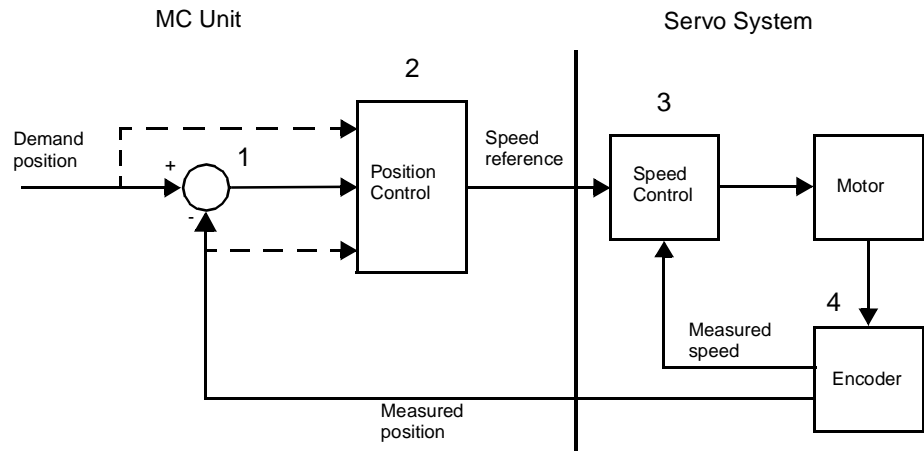 MC Unit
Servo System
2
3
Demand
position
+
1
-
Position
Control
Speed
reference
Speed
Control
Motor
4
Measured
speed
Encoder
Measured
position